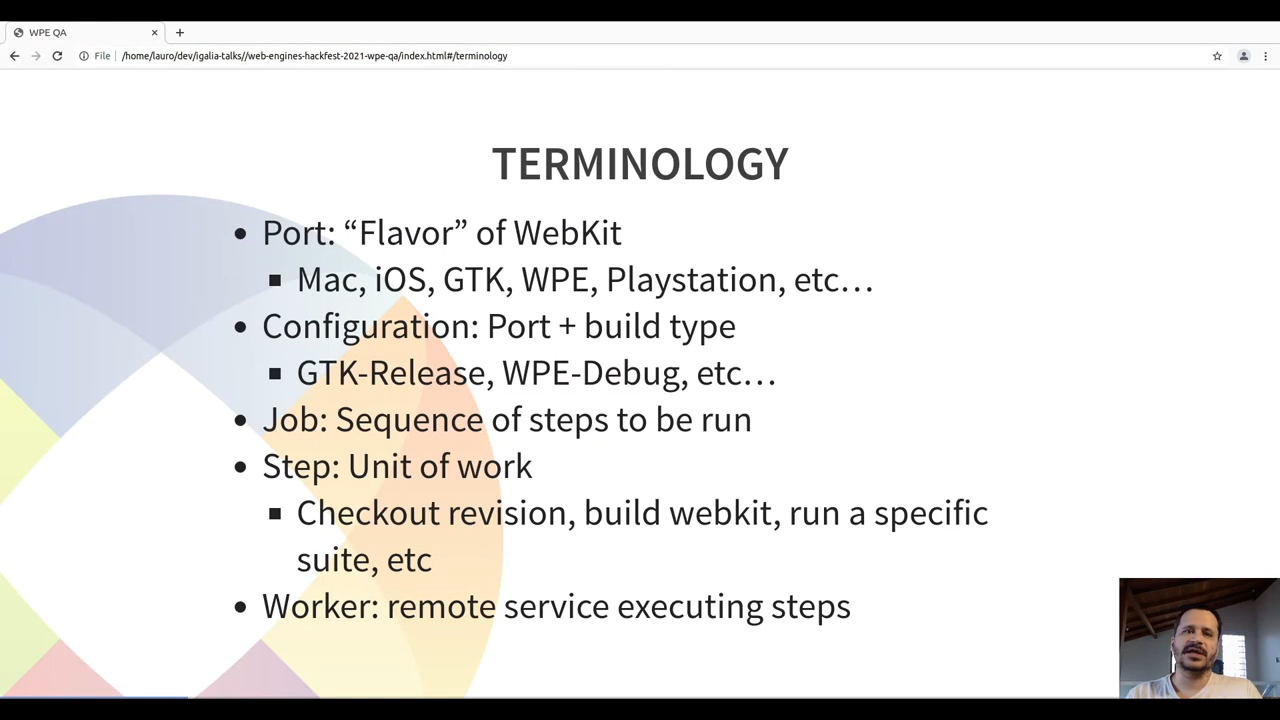 WPE QA
File
/home/lauro/dev/igalia-talks//web-engines-hackfest-2021-wpe-qa/index.html#/terminology
TERMINOLOGY
Port: “Flavor” of WebKit
Mac, iOS, GTK, WPE, Playstation, etc…
Configuration: Port + build type
GTK-Release, WPE-Debug, etc…
Job: Sequence of steps to be run
Step: Unit of work
Checkout revision, build webkit, run a specific
suite, etc
Worker: remote service executing steps